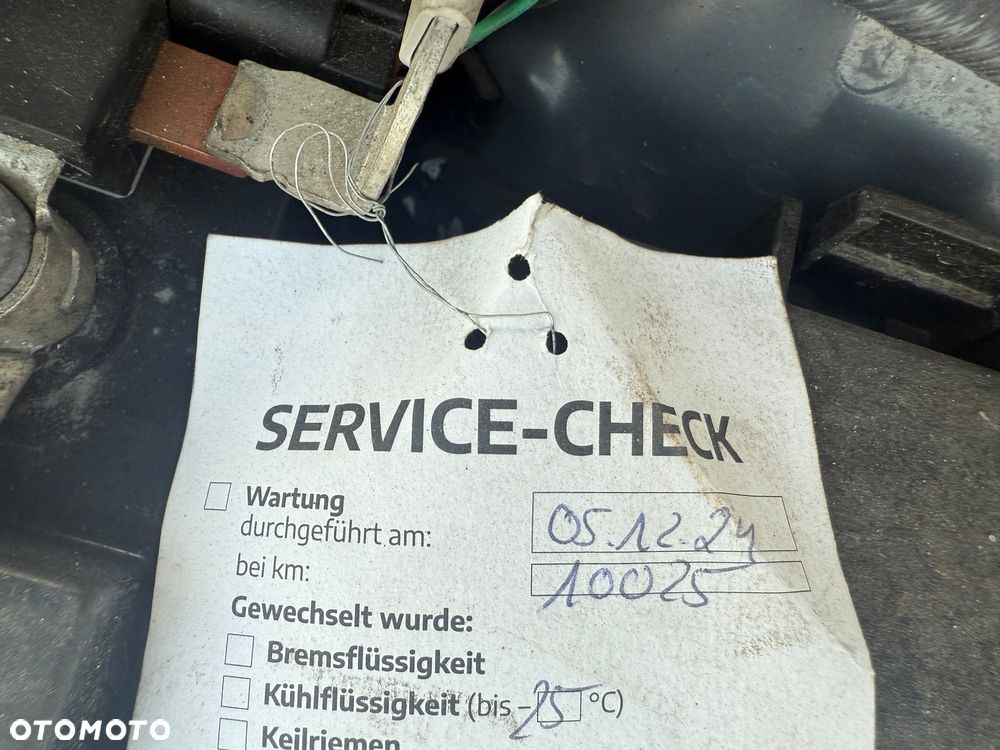 SERVICE-CHECK
Wartung
durchgeführt am: 05.12.24
bei km: 10025
Gewechselt wurde:
Bremsflüssigkeit
Kühlflüssigkeit (bis -25 °C)
Keilriemen
OTOMOTO